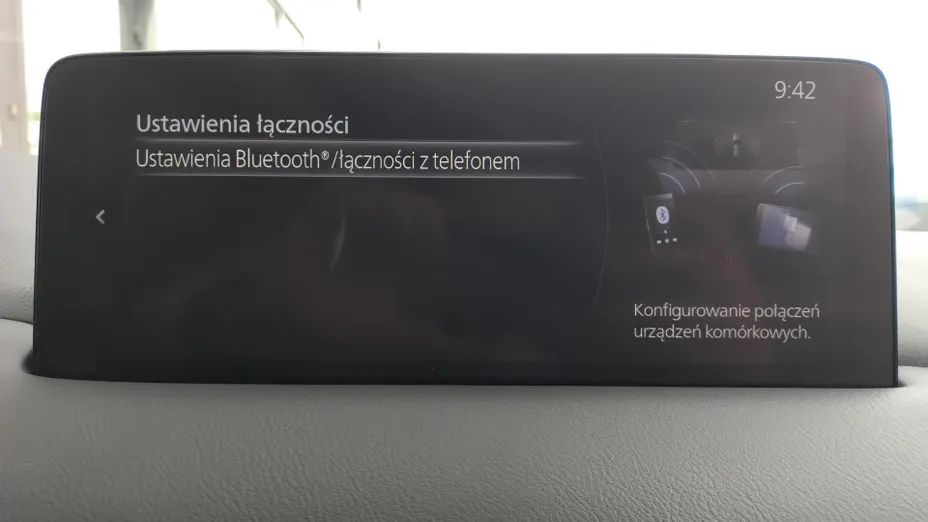 9:42
Ustawienia łączności
Ustawienia Bluetooth®/łączności z telefonem
Konfigurowanie połączeń
urządzeń komórkowych.